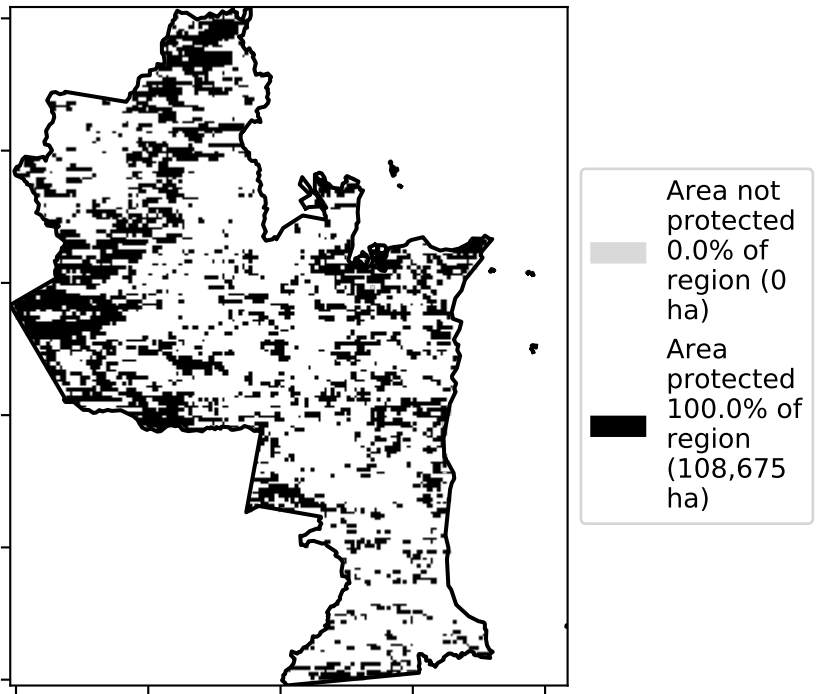 Area not
protected
0.0% of
region (0
ha)
Area
protected
100.0% of
region
(108,675
ha)